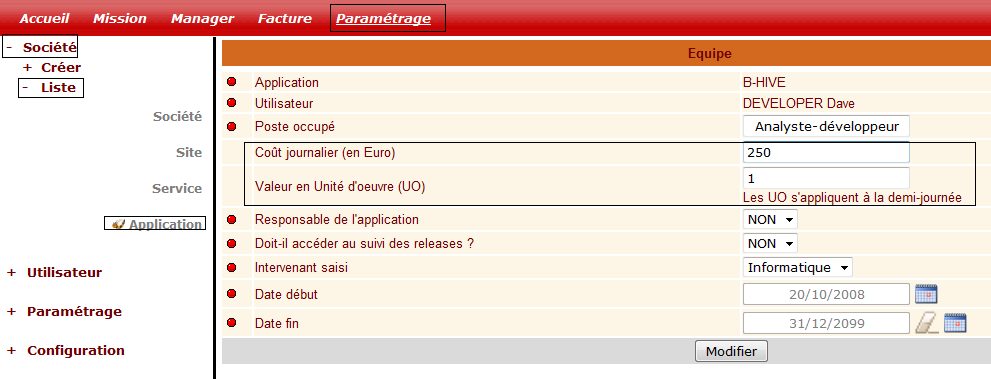 Accueil Mission Manager Facture Paramétrage
- Société
+ Créer
- Liste
Société
Site
Service
Application
+ Utilisateur
+ Paramétrage
+ Configuration
Equipe
Application B-HIVE
Utilisateur DEVELOPER Dave
Poste occupé Analyste-développeur
Coût journalier (en Euro) 250
Valeur en Unité d'oeuvre (UO) 1
Les UO s'appliquent à la demi-journée
Responsable de l'application NON
Doit-il accéder au suivi des releases ? NON
Intervenant saisi Informatique
Date début 20/10/2008
Date fin 31/12/2099
Modifier